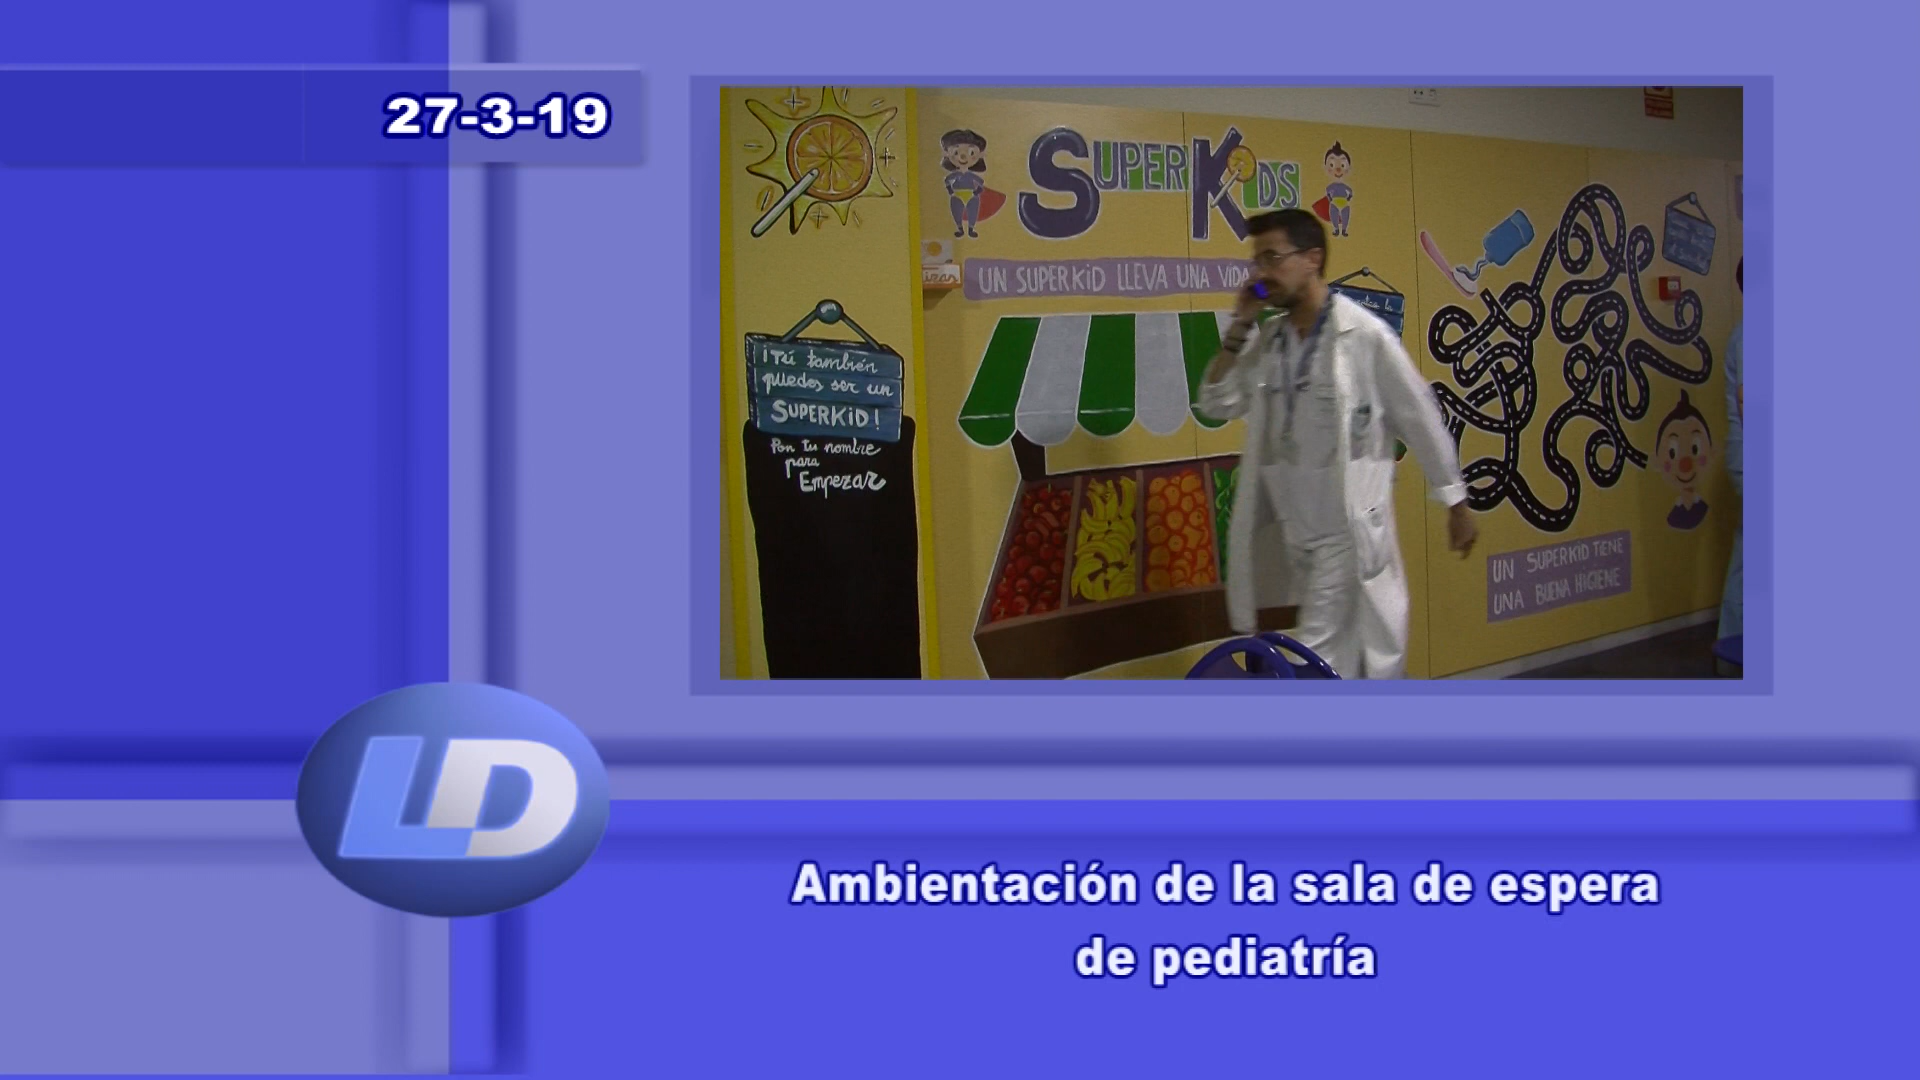 27-3-19
SUPERKIDS
UN SUPERKID LLEVA UNA VIDA
¡Tú también
puedes ser un
SUPERKID!
Pon tu nombre
para
Empezar
UN SUPERKID TIENE
UNA BUENA HIGIENE
LD
Ambientación de la sala de espera
de pediatría